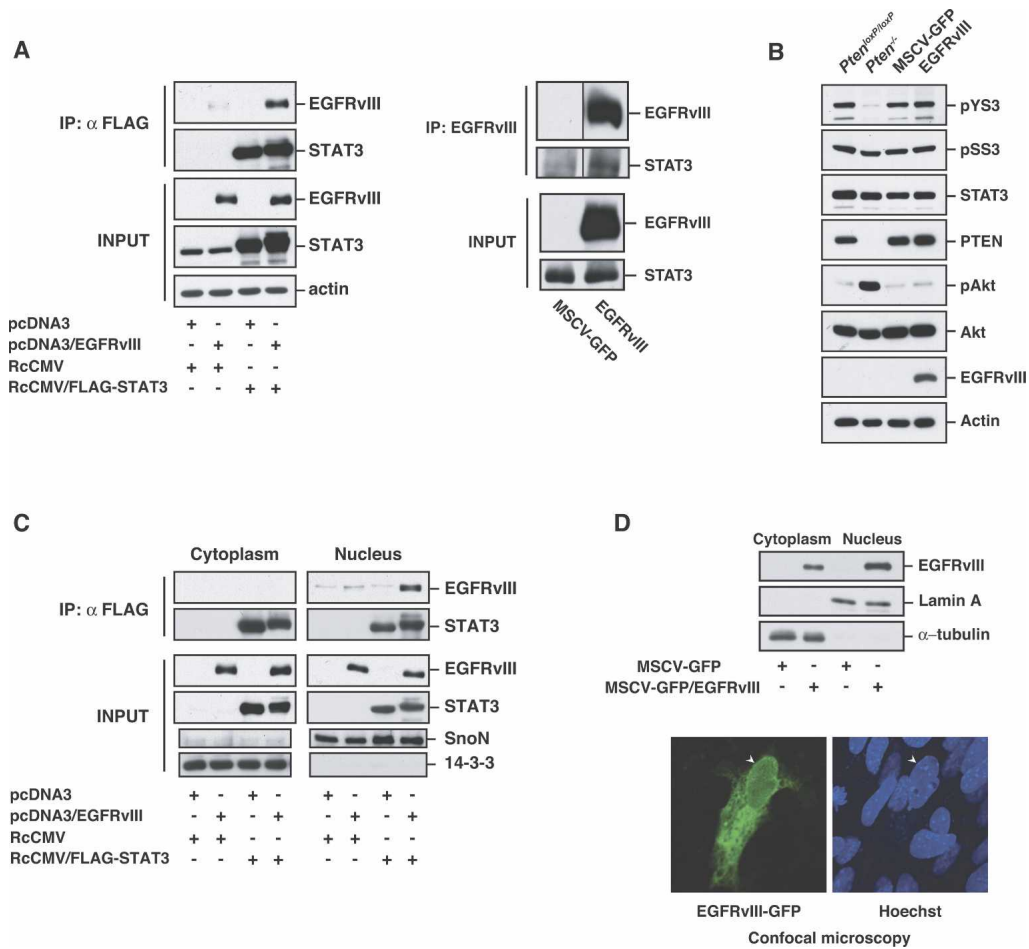 A
IP: α FLAG
EGFRvIII
STAT3
INPUT
EGFRvIII
STAT3
actin
pcDNA3 + - + -
pcDNA3/EGFRvIII - + - +
RcCMV + + - -
RcCMV/FLAG-STAT3 - - + +
IP: EGFRvIII
EGFRvIII
STAT3
INPUT
EGFRvIII
STAT3
MSCV-GFP
EGFRvIII
B
Pten^loxP/loxP
Pten^-/-
MSCV-GFP
EGFRvIII
pYS3
pSS3
STAT3
PTEN
pAkt
Akt
EGFRvIII
Actin
C
Cytoplasm Nucleus
IP: α FLAG
EGFRvIII
STAT3
INPUT
EGFRvIII
STAT3
SnoN
14-3-3
pcDNA3 + - + - + - + -
pcDNA3/EGFRvIII - + - + - + - +
RcCMV + + - - + + - -
RcCMV/FLAG-STAT3 - - + + - - + +
D
Cytoplasm Nucleus
EGFRvIII
Lamin A
α-tubulin
MSCV-GFP + - + -
MSCV-GFP/EGFRvIII - + - +
EGFRvIII-GFP Hoechst
Confocal microscopy